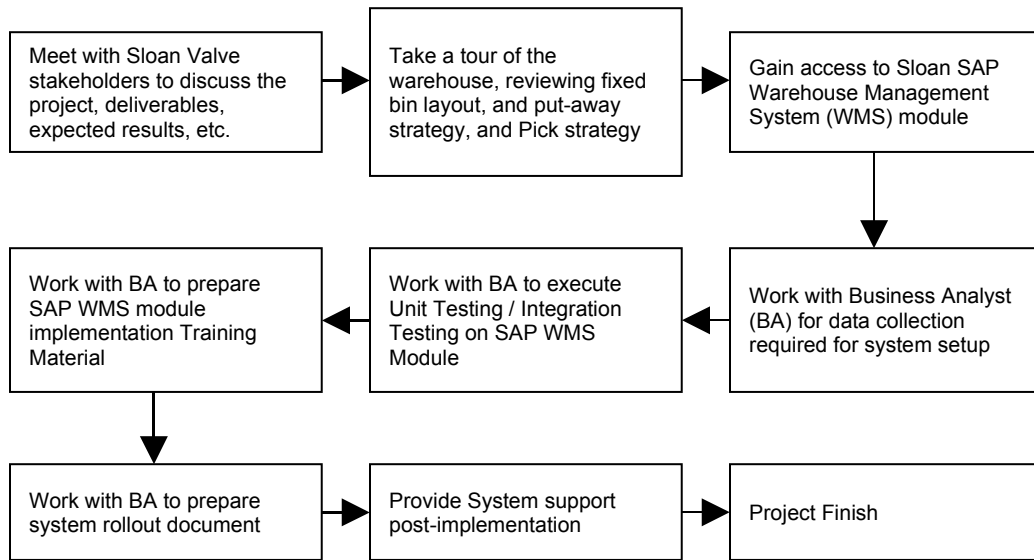 Meet with Sloan Valve
stakeholders to discuss the
project, deliverables,
expected results, etc.
Take a tour of the
warehouse, reviewing fixed
bin layout, and put-away
strategy, and Pick strategy
Gain access to Sloan SAP
Warehouse Management
System (WMS) module
Work with Business Analyst
(BA) for data collection
required for system setup
Work with BA to execute
Unit Testing / Integration
Testing on SAP WMS
Module
Work with BA to prepare
SAP WMS module
implementation Training
Material
Work with BA to prepare
system rollout document
Provide System support
post-implementation
Project Finish